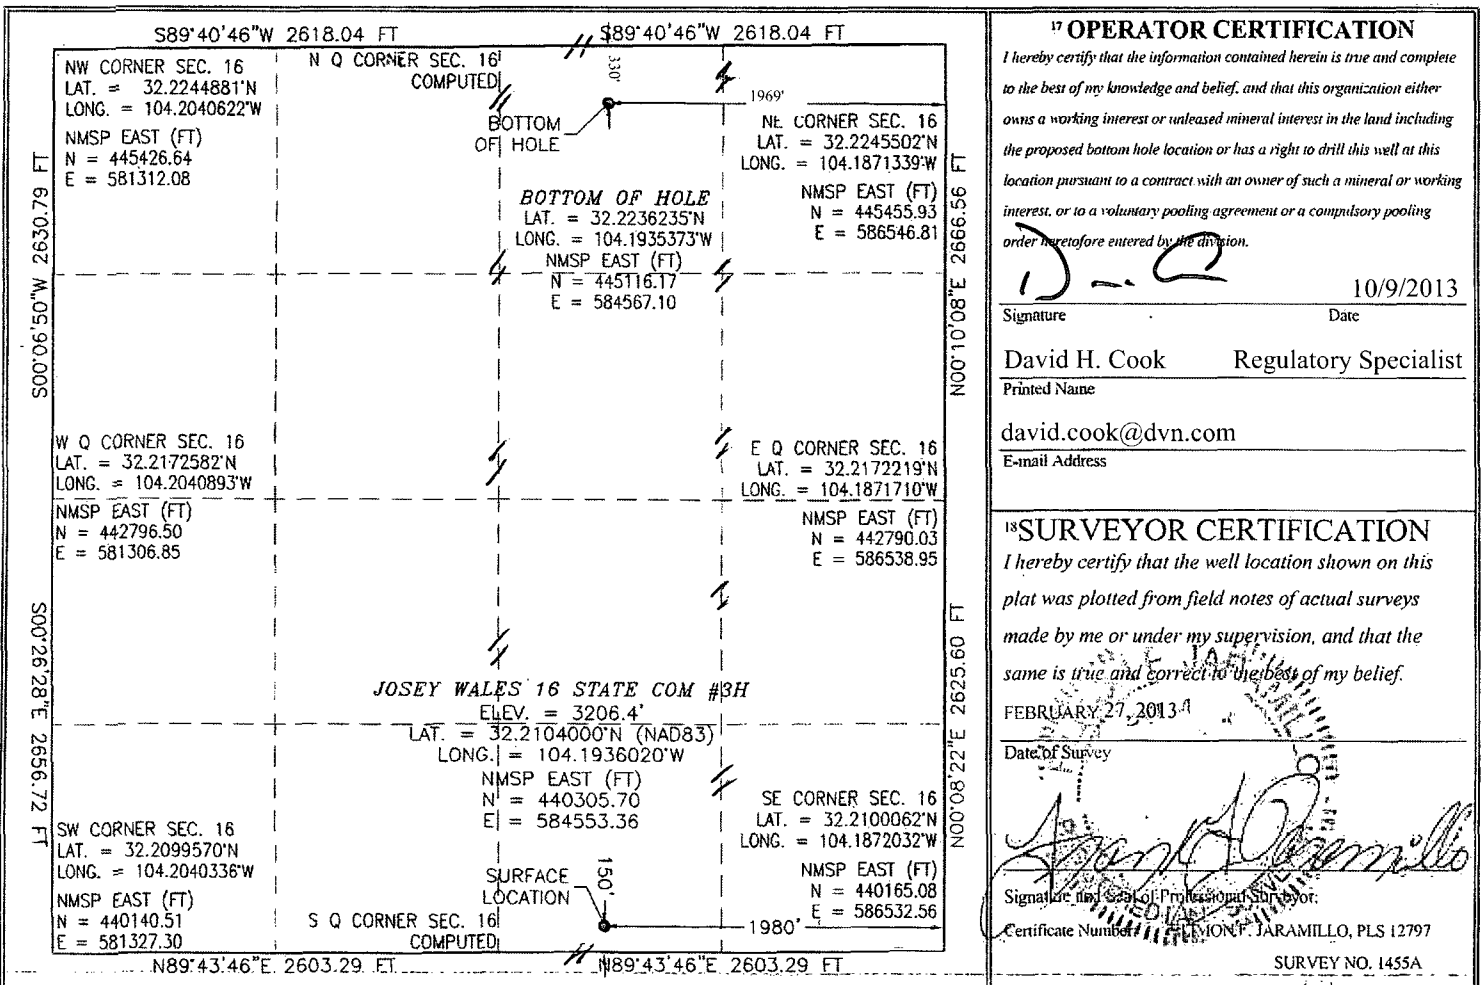 S89°40'46"W 2618.04 FT
S89°40'46"W 2618.04 FT
NW CORNER SEC. 16
LAT. = 32.2244881°N
LONG. = 104.2040622°W
NMSP EAST (FT)
N = 445426.64
E = 581312.08
N Q CORNER SEC. 16
COMPUTED
330'
1969'
BOTTOM
OF HOLE
NE CORNER SEC. 16
LAT. = 32.2245502°N
LONG. = 104.1871339°W
NMSP EAST (FT)
N = 445455.93
E = 586546.81
BOTTOM OF HOLE
LAT. = 32.2236235°N
LONG. = 104.1935373°W
NMSP EAST (FT)
N = 445116.17
E = 584567.10
S00°06'50"W 2630.79 FT
N00°10'08"E 2666.56 FT
W Q CORNER SEC. 16
LAT. = 32.2172582°N
LONG. = 104.2040893°W
NMSP EAST (FT)
N = 442796.50
E = 581306.85
E Q CORNER SEC. 16
LAT. = 32.2172219°N
LONG. = 104.1871710°W
NMSP EAST (FT)
N = 442790.03
E = 586538.95
S00°26'28"E 2656.72 FT
N00°08'22"E 2625.60 FT
JOSEY WALES 16 STATE COM #3H
ELEV. = 3206.4'
LAT. = 32.2104000°N (NAD83)
LONG. = 104.1936020°W
NMSP EAST (FT)
N = 440305.70
E = 584553.36
SW CORNER SEC. 16
LAT. = 32.2099570°N
LONG. = 104.2040336°W
NMSP EAST (FT)
N = 440140.51
E = 581327.30
SE CORNER SEC. 16
LAT. = 32.2100062°N
LONG. = 104.1872032°W
NMSP EAST (FT)
N = 440165.08
E = 586532.56
SURFACE
LOCATION
150'
1980'
S Q CORNER SEC. 16
COMPUTED
N89°43'46"E 2603.29 FT
N89°43'46"E 2603.29 FT
17 OPERATOR CERTIFICATION
I hereby certify that the information contained herein is true and complete
to the best of my knowledge and belief, and that this organization either
owns a working interest or unleased mineral interest in the land including
the proposed bottom hole location or has a right to drill this well at this
location pursuant to a contract with an owner of such a mineral or working
interest, or to a voluntary pooling agreement or a compulsory pooling
order heretofore entered by the division.
10/9/2013
Signature Date
David H. Cook Regulatory Specialist
Printed Name
david.cook@dvn.com
E-mail Address
18 SURVEYOR CERTIFICATION
I hereby certify that the well location shown on this
plat was plotted from field notes of actual surveys
made by me or under my supervision, and that the
same is true and correct to the best of my belief.
FEBRUARY 27, 2013
Date of Survey
Signature and Seal of Professional Surveyor:
Certificate Number F. JARAMILLO, PLS 12797
SURVEY NO. 1455A